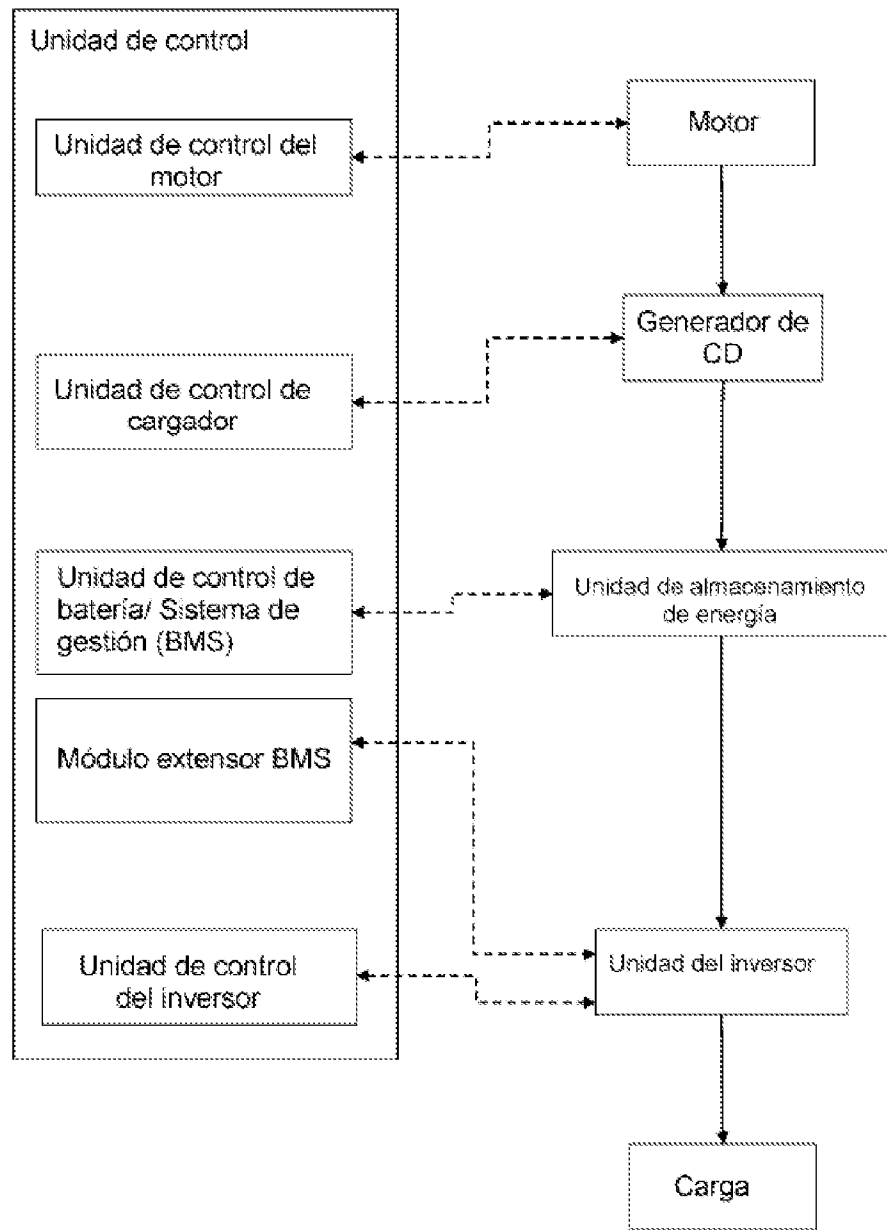 Unidad de control
Unidad de control del
motor
Motor
Generador de
CD
Unidad de control de
cargador
Unidad de control de
batería/ Sistema de
gestión (BMS)
Unidad de almacenamiento
de energía
Módulo extensor BMS
Unidad de control
del inversor
Unidad del inversor
Carga